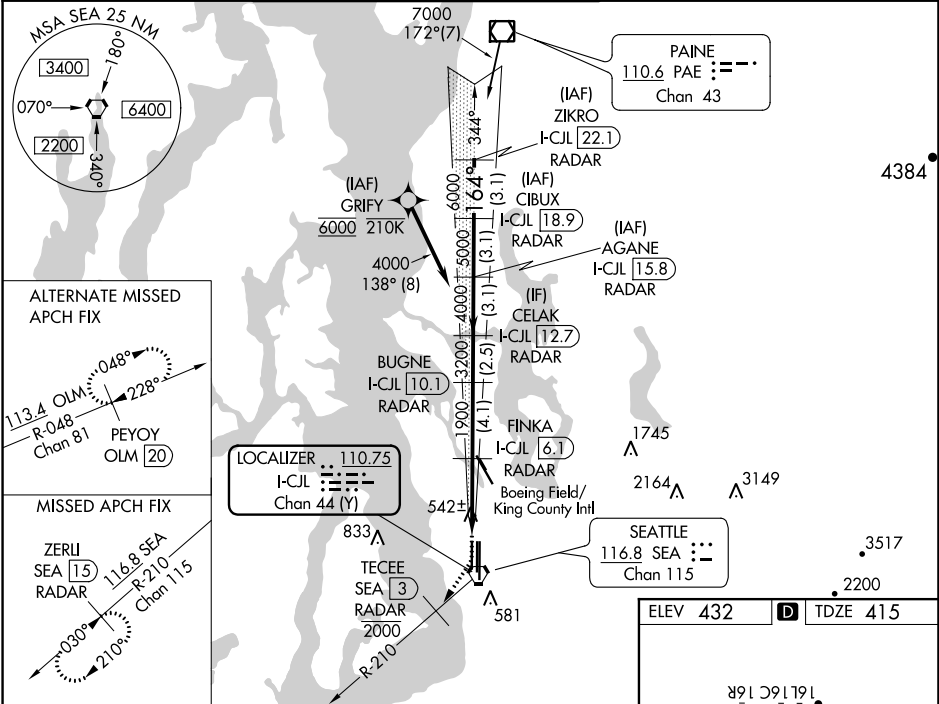 MSA SEA 25 NM
180°
3400
070°
6400
2200
340°
7000
172°(7)
PAINE
110.6 PAE
Chan 43
344°
(IAF)
ZIKRO
I-CJL 22.1
RADAR
4384
6000
164°
(3.1)
(IAF)
CIBUX
I-CJL 18.9
RADAR
(IAF)
GRIFY
6000 210K
5000
(3.1)
(IAF)
AGANE
I-CJL 15.8
RADAR
4000
138° (8)
4000
(3.1)
(IF)
CELAK
I-CJL 12.7
RADAR
3200
(2.5)
BUGNE
I-CJL 10.1
RADAR
1900
(4.1)
FINKA
I-CJL 6.1
RADAR
Boeing Field/
King County Intl
ALTERNATE MISSED
APCH FIX
048°
228°
113.4 OLM
R-048
Chan 81
PEYOY
OLM 20
1745
2164
3149
LOCALIZER 110.75
I-CJL
Chan 44 (Y)
542±
833
MISSED APCH FIX
ZERLI
SEA 15
RADAR
116.8 SEA
R-210
Chan 115
030°
210°
TECEE
SEA 3
RADAR
2000
R-210
581
SEATTLE
116.8 SEA
Chan 115
3517
2200
ELEV 432 D TDZE 415
16L 16C 16R